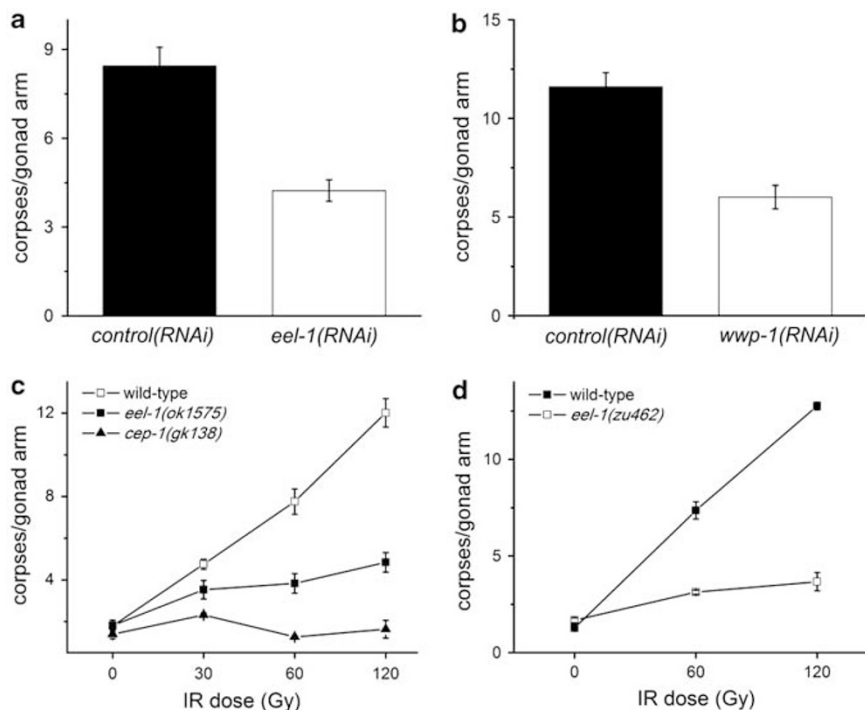 a
9
6
3
0
corpses/gonad arm
control(RNAi)
eel-1(RNAi)
b
15
10
5
0
corpses/gonad arm
control(RNAi)
wwp-1(RNAi)
c
wild-type
eel-1(ok1575)
cep-1(gk138)
12
8
4
corpses/gonad arm
0
30
60
120
IR dose (Gy)
d
wild-type
eel-1(zu462)
10
5
0
corpses/gonad arm
0
60
120
IR dose (Gy)